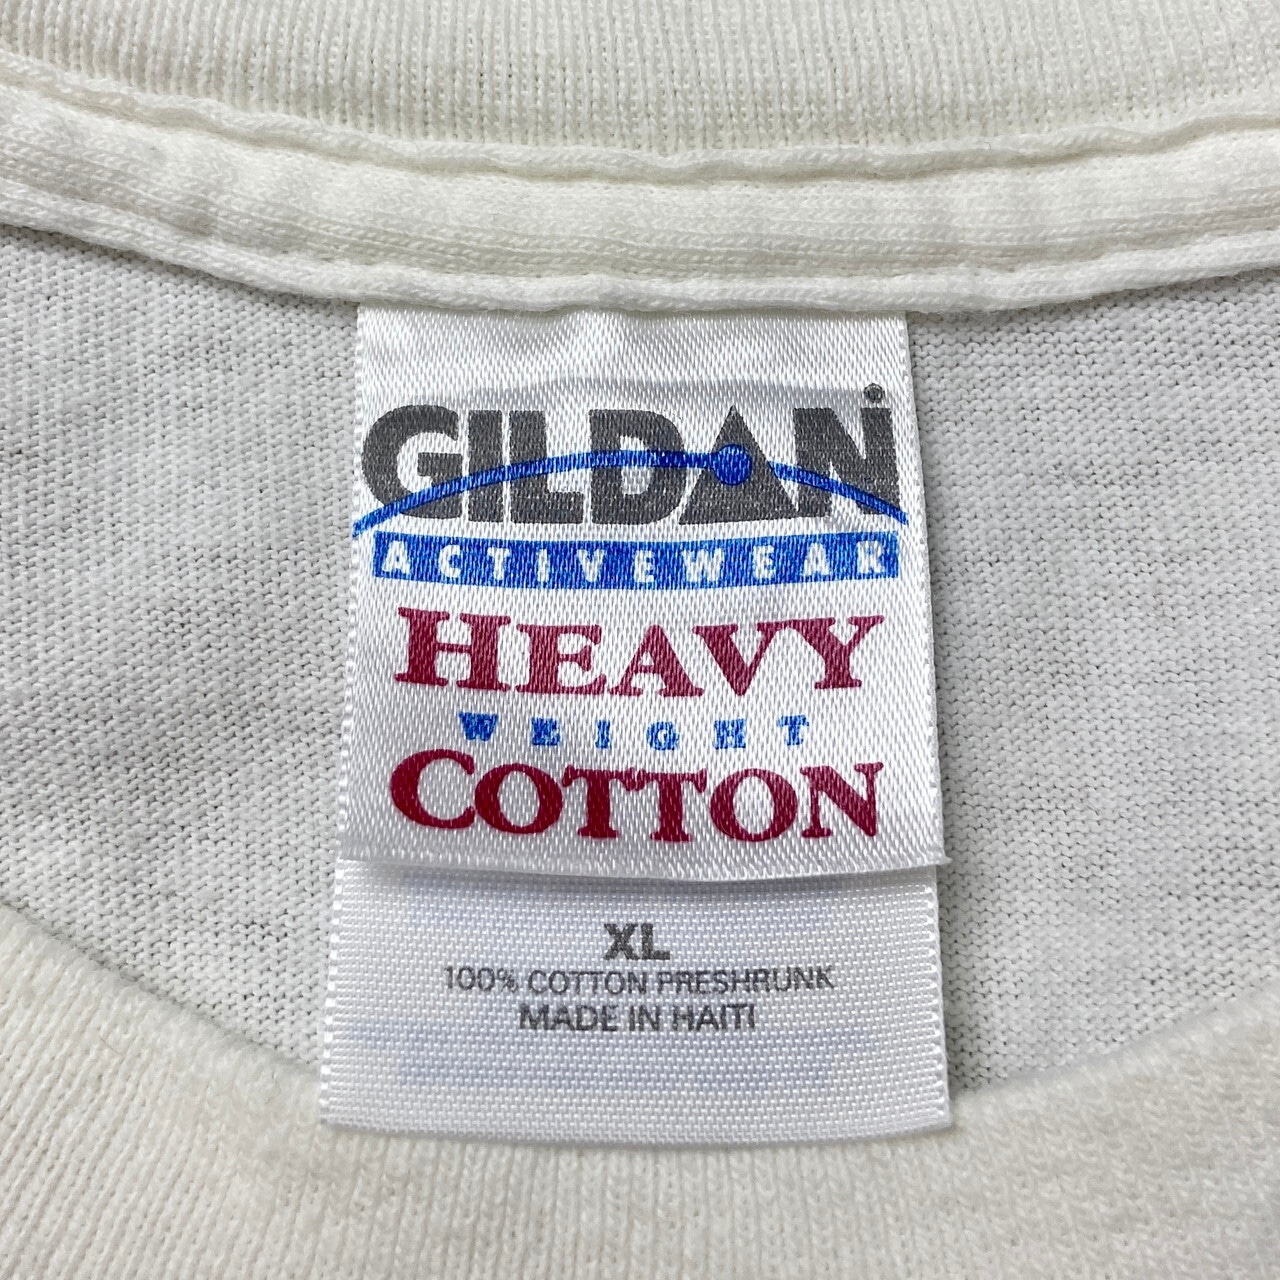 GILDAN®
ACTIVEWEAR
HEAVY
WEIGHT
COTTON
XL
100% COTTON PRESHRUNK
MADE IN HAITI